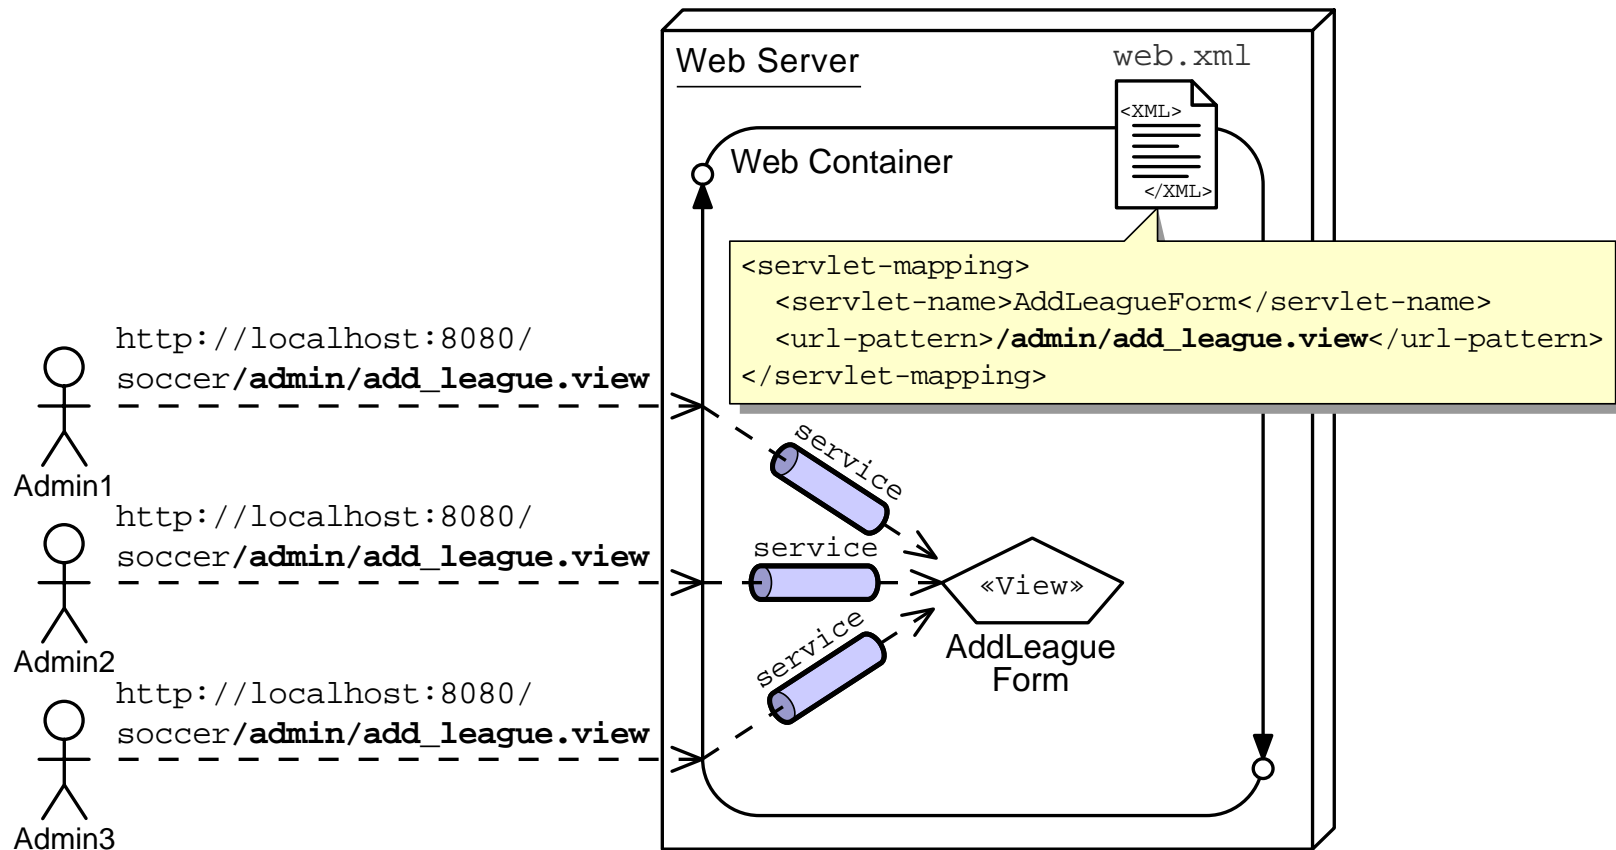 Web Server
web.xml
<XML>
</XML>
Web Container
<servlet-mapping>
<servlet-name>AddLeagueForm</servlet-name>
<url-pattern>/admin/add_league.view</url-pattern>
</servlet-mapping>
http://localhost:8080/
soccer/admin/add_league.view
Admin1
service
http://localhost:8080/
soccer/admin/add_league.view
Admin2
service
«View»
AddLeague
Form
service
http://localhost:8080/
soccer/admin/add_league.view
Admin3